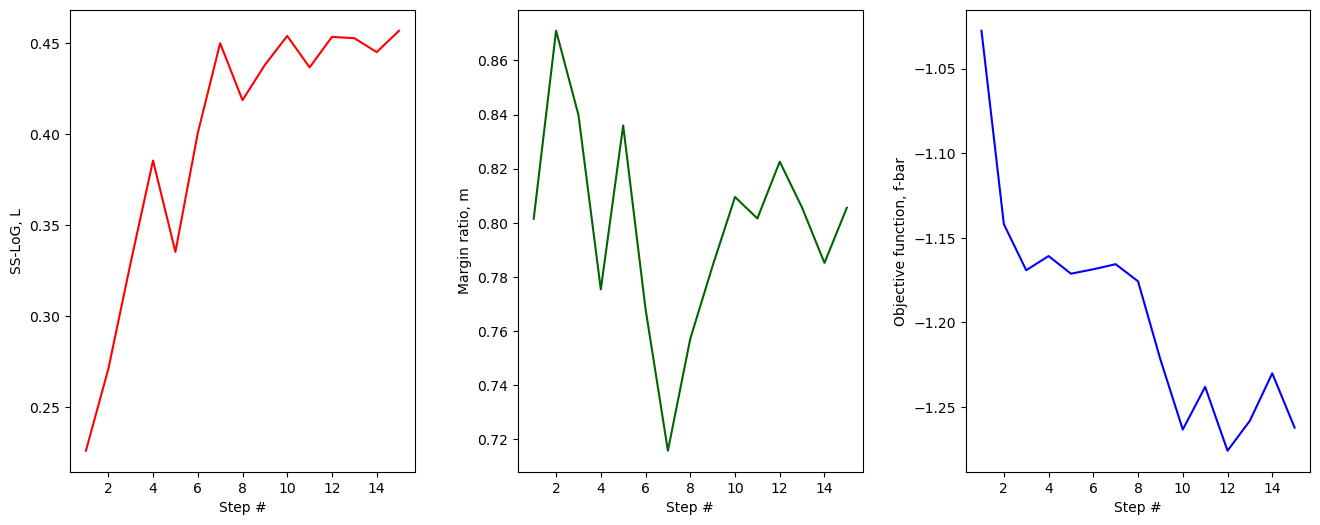 SS-LoG, L
0.45
0.40
0.35
0.30
0.25
2 4 6 8 10 12 14
Step #
Margin ratio, m
0.86
0.84
0.82
0.80
0.78
0.76
0.74
0.72
2 4 6 8 10 12 14
Step #
Objective function, f-bar
−1.05
−1.10
−1.15
−1.20
−1.25
2 4 6 8 10 12 14
Step #